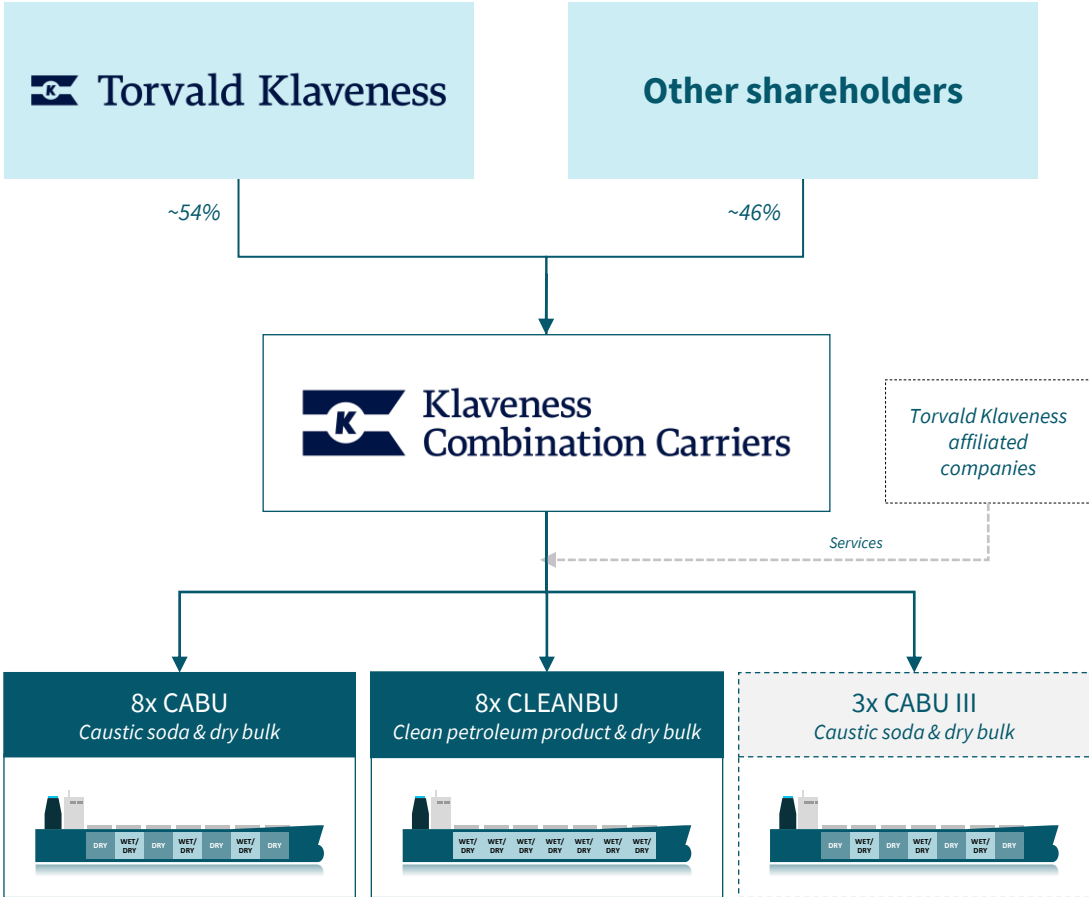 K Torvald Klaveness
Other shareholders
~54%
~46%
K Klaveness
Combination Carriers
Torvald Klaveness
affiliated
companies
Services
8x CABU
Caustic soda & dry bulk
8x CLEANBU
Clean petroleum product & dry bulk
3x CABU III
Caustic soda & dry bulk
DRY WET/ DRY WET/ DRY WET/ DRY
DRY DRY DRY
WET/ WET/ WET/ WET/ WET/ WET/ WET/
DRY DRY DRY DRY DRY DRY DRY
DRY WET/ DRY WET/ DRY WET/ DRY
DRY DRY DRY